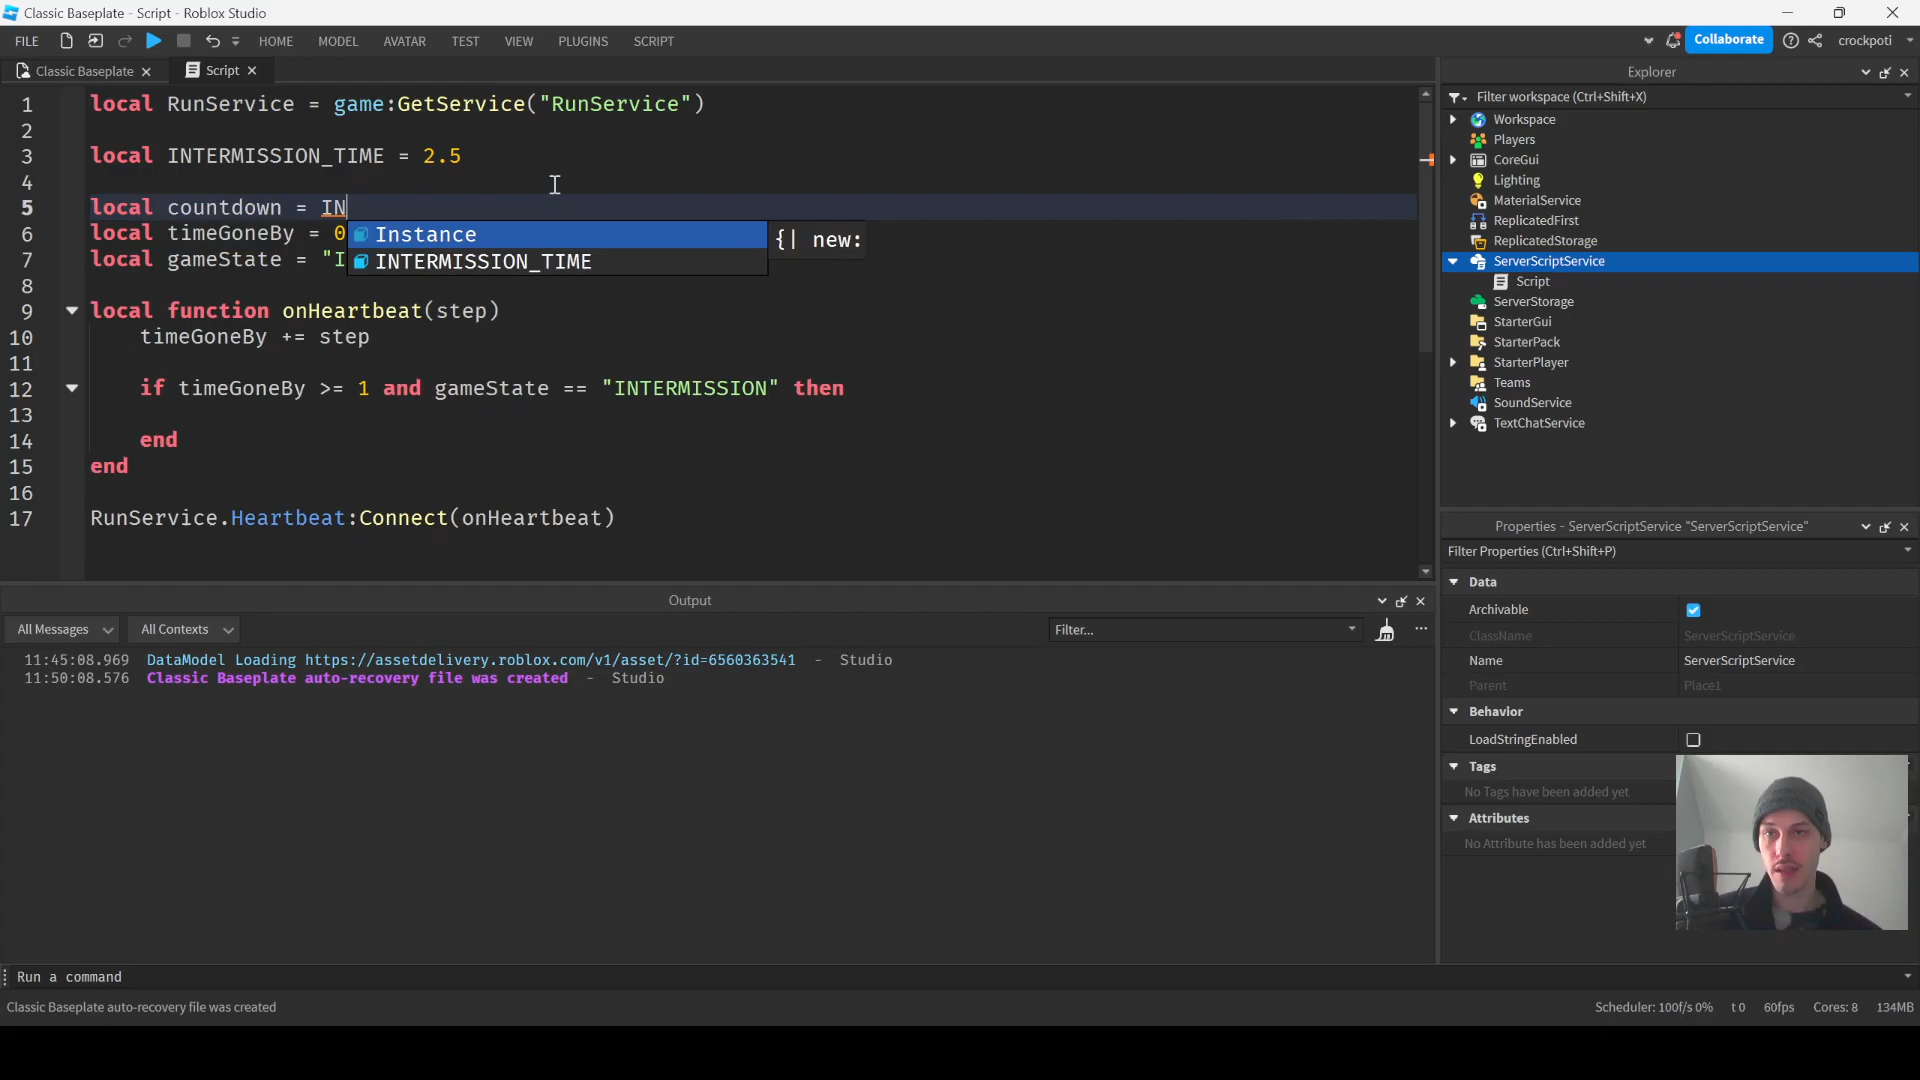 Classic Baseplate - Script - Roblox Studio
FILE HOME MODEL AVATAR TEST VIEW PLUGINS SCRIPT Collaborate crockpoti
Classic Baseplate Script
1 local RunService = game:GetService("RunService")
2
3 local INTERMISSION_TIME = 2.5
4
5 local countdown = IN
6 local timeGoneBy = 0
7 local gameState = "I
Instance
{| new:
INTERMISSION_TIME
8
9 local function onHeartbeat(step)
10 timeGoneBy += step
11
12 if timeGoneBy >= 1 and gameState == "INTERMISSION" then
13
14 end
15 end
16
17 RunService.Heartbeat:Connect(onHeartbeat)
Output
All Messages All Contexts Filter...
11:45:08.969 DataModel Loading https://assetdelivery.roblox.com/v1/asset/?id=6560363541 - Studio
11:50:08.576 Classic Baseplate auto-recovery file was created - Studio
Explorer
Filter workspace (Ctrl+Shift+X)
Workspace
Players
CoreGui
Lighting
MaterialService
ReplicatedFirst
ReplicatedStorage
ServerScriptService
Script
ServerStorage
StarterGui
StarterPack
StarterPlayer
Teams
SoundService
TextChatService
Properties - ServerScriptService "ServerScriptService"
Filter Properties (Ctrl+Shift+P)
Data
Archivable
ClassName ServerScriptService
Name ServerScriptService
Parent Place1
Behavior
LoadStringEnabled
Tags
No Tags have been added yet
Attributes
No Attribute has been added yet
Run a command
Classic Baseplate auto-recovery file was created
Scheduler: 100f/s 0% t 0 60fps Cores: 8 134MB